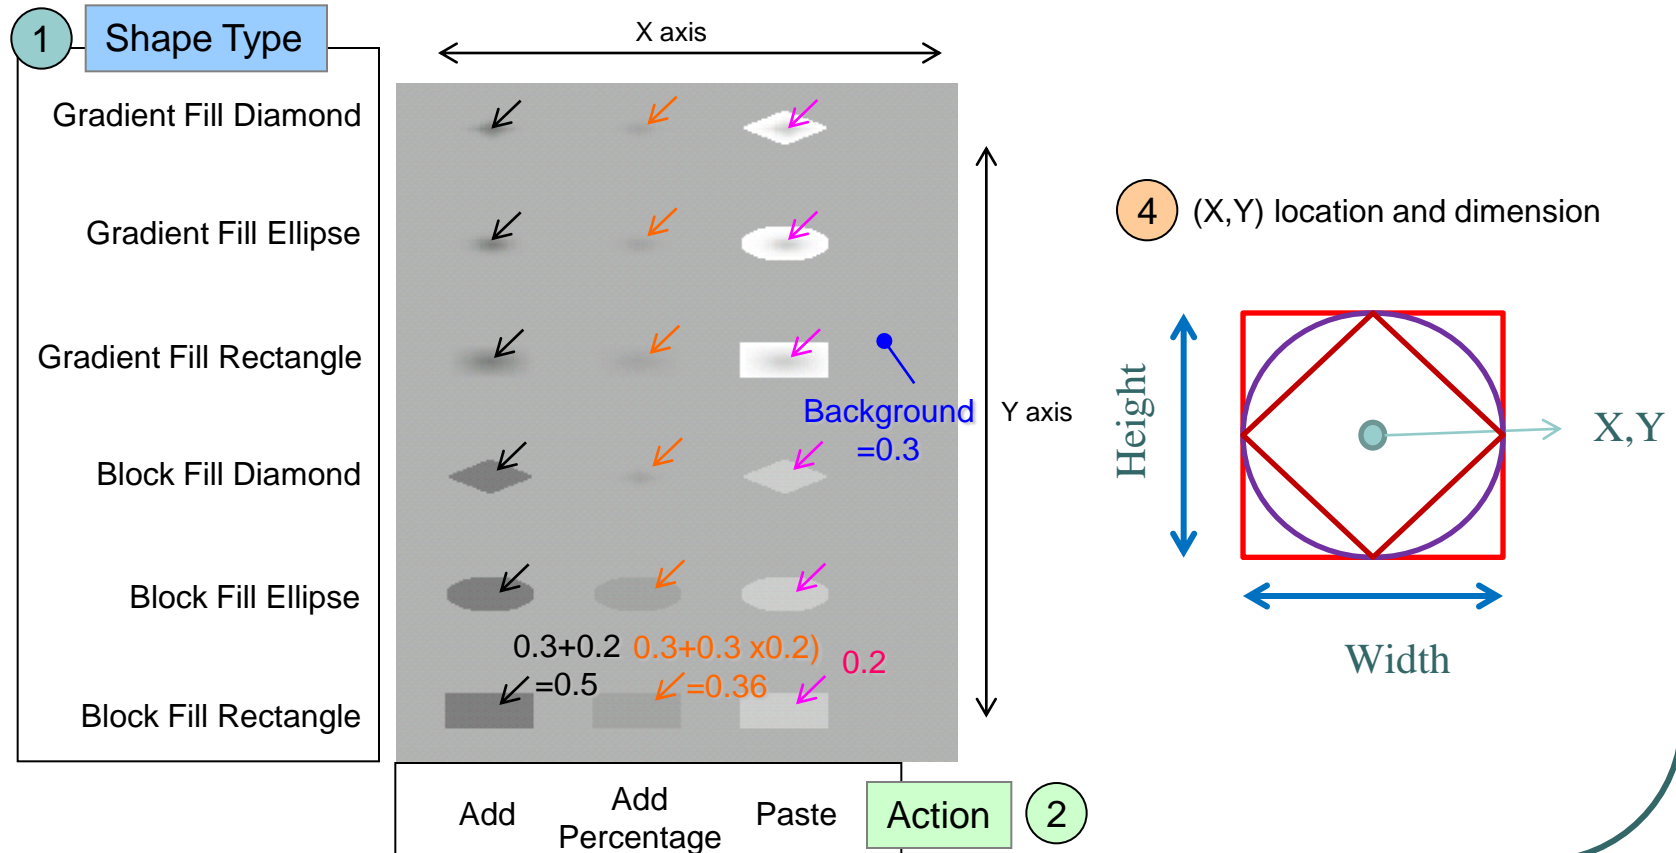 1
Shape Type
X axis
Gradient Fill Diamond
Gradient Fill Ellipse
Gradient Fill Rectangle
Block Fill Diamond
Block Fill Ellipse
Block Fill Rectangle
Background
=0.3
Y axis
0.3+0.2
=0.5
0.3+0.3 x0.2)
=0.36
0.2
Add
Add
Percentage
Paste
Action
2
4
(X,Y) location and dimension
Height
X,Y
Width